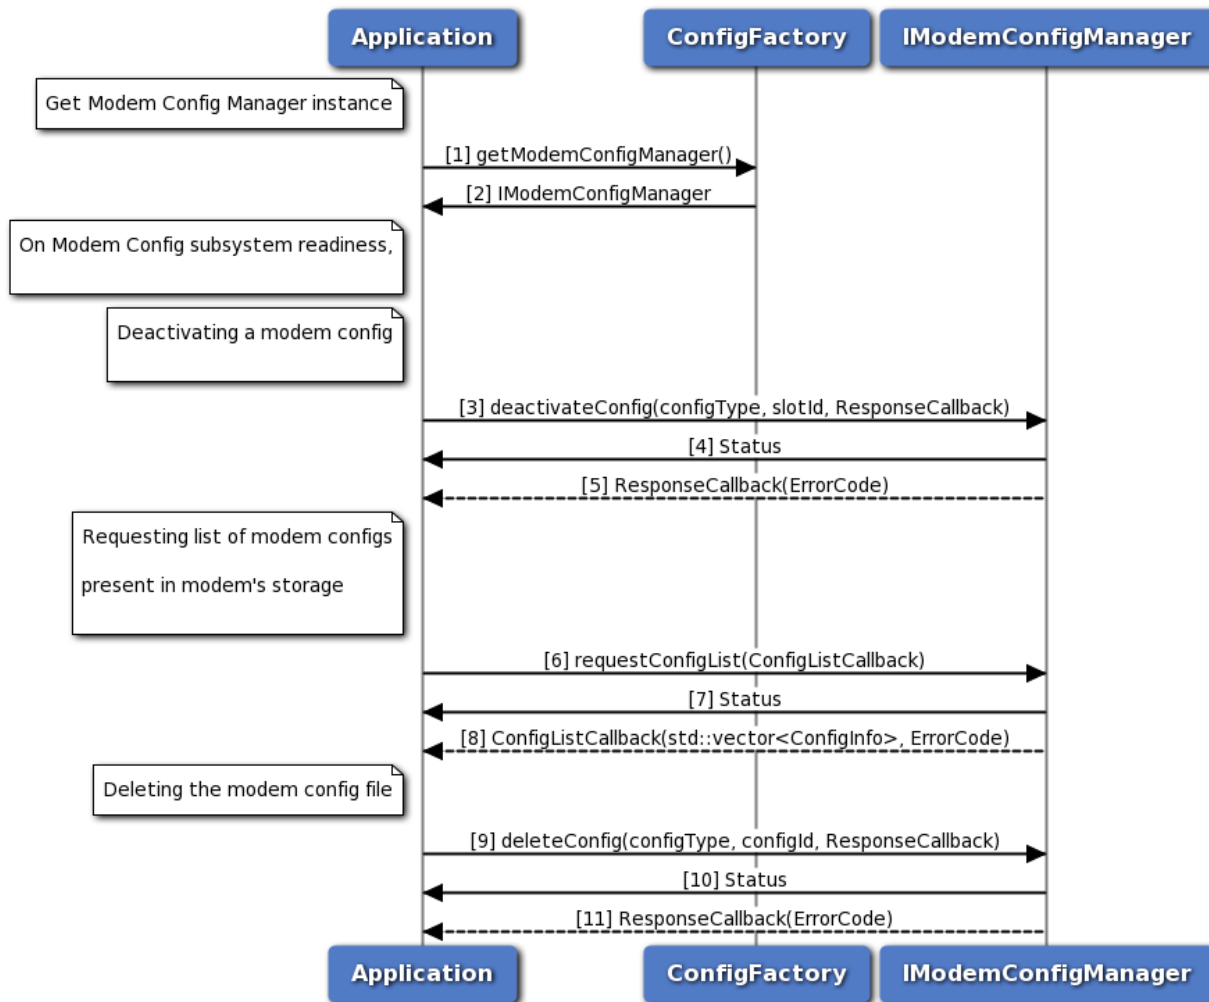 Application
ConfigFactory
IModemConfigManager
Get Modem Config Manager instance
[1] getModemConfigManager()
[2] IModemConfigManager
On Modem Config subsystem readiness,
Deactivating a modem config
[3] deactivateConfig(configType, slotId, ResponseCallback)
[4] Status
[5] ResponseCallback(ErrorCode)
Requesting list of modem configs
present in modem's storage
[6] requestConfigList(ConfigListCallback)
[7] Status
[8] ConfigListCallback(std::vector<ConfigInfo>, ErrorCode)
Deleting the modem config file
[9] deleteConfig(configType, configId, ResponseCallback)
[10] Status
[11] ResponseCallback(ErrorCode)
Application
ConfigFactory
IModemConfigManager